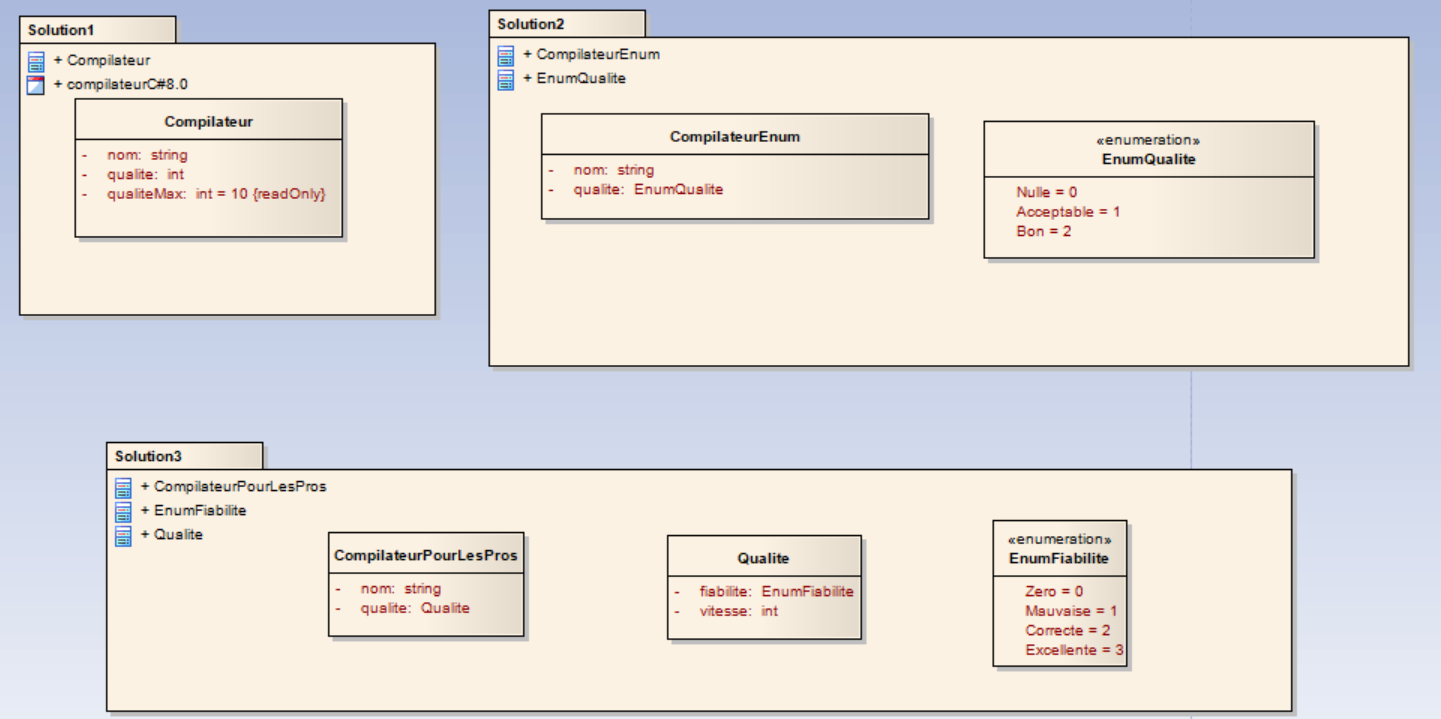 Solution1
+ Compilateur
+ compilateurC#8.0
Compilateur
- nom: string
- qualite: int
- qualiteMax: int = 10 {readOnly}
Solution2
+ CompilateurEnum
+ EnumQualite
CompilateurEnum
- nom: string
- qualite: EnumQualite
«enumeration»
EnumQualite
Nulle = 0
Acceptable = 1
Bon = 2
Solution3
+ CompilateurPourLesPros
+ EnumFiabilite
+ Qualite
CompilateurPourLesPros
- nom: string
- qualite: Qualite
Qualite
- fiabilite: EnumFiabilite
- vitesse: int
«enumeration»
EnumFiabilite
Zero = 0
Mauvaise = 1
Correcte = 2
Excellente = 3